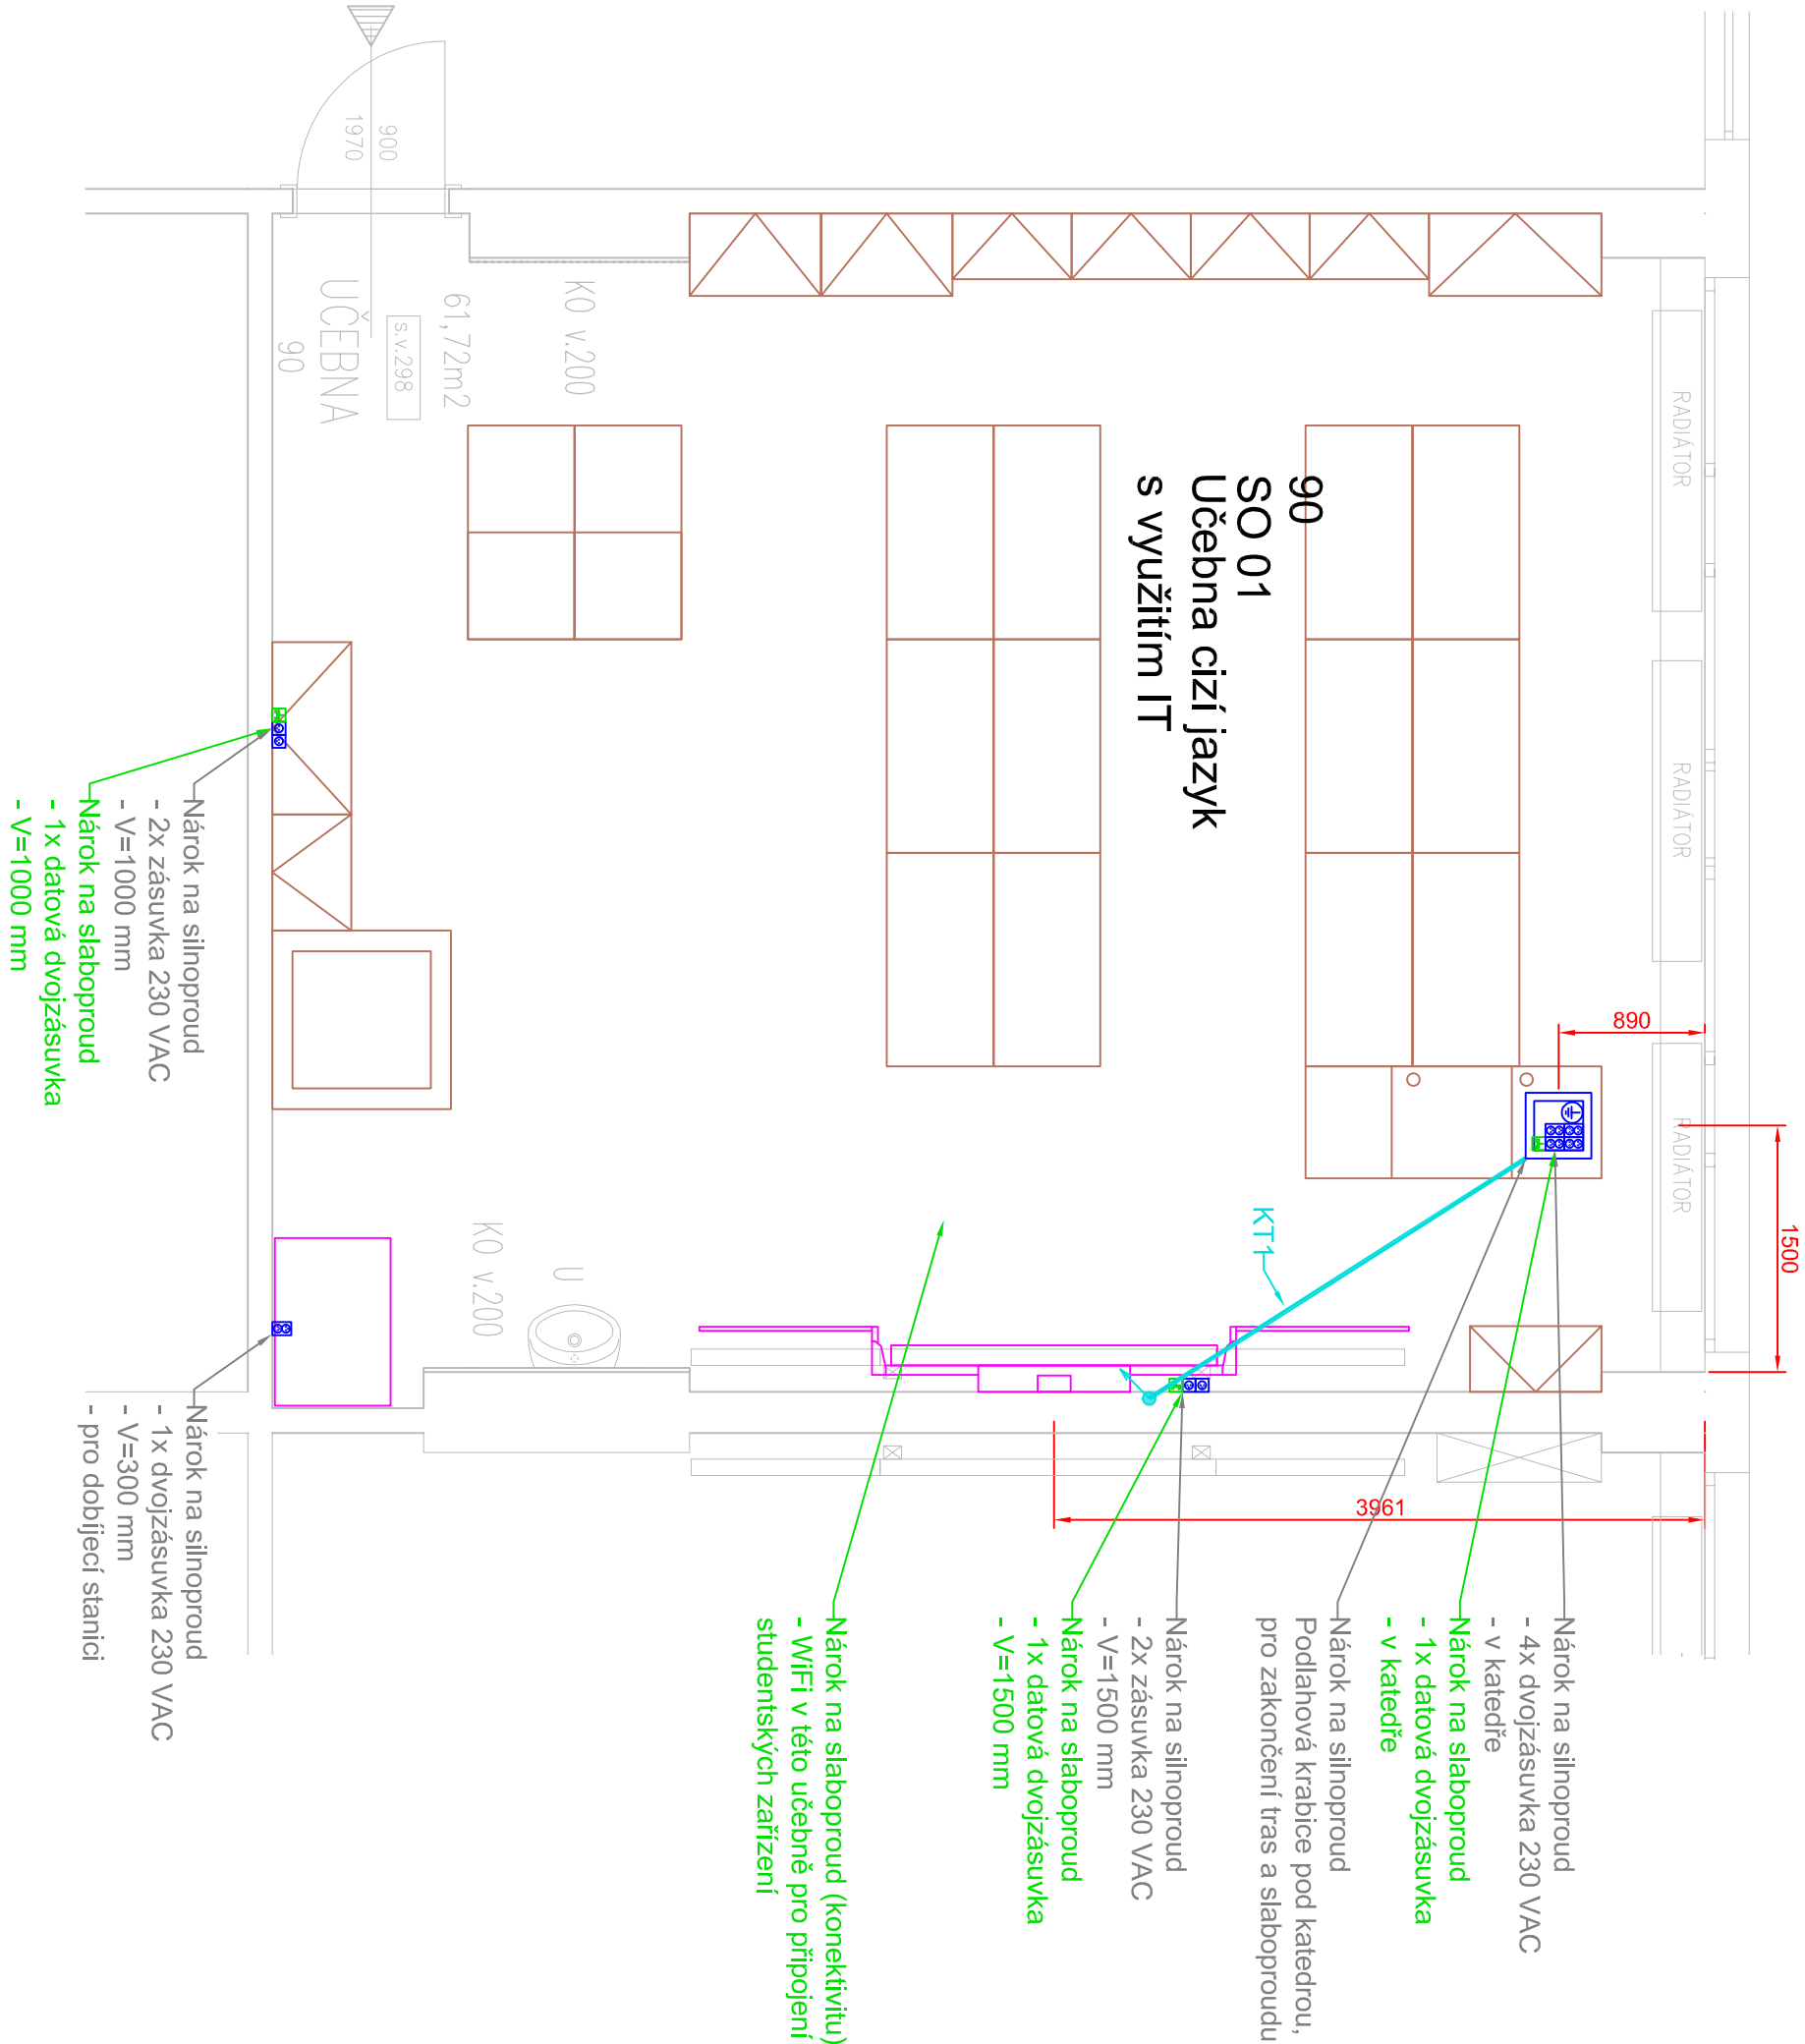 900
1970
UČEBNA
90
s.v.298
61,72m2
KO v.200
RADIÁTOR
RADIÁTOR
RADIÁTOR
90
SO 01
Učebna cizí jazyk
s využitím IT
890
1500
3961
KT1
U
KO v.200
Nárok na silnoproud
- 2x zásuvka 230 VAC
- V=1000 mm
Nárok na slaboproud
- 1x datová dvojzásuvka
- V=1000 mm
Nárok na silnoproud
- 1x dvojzásuvka 230 VAC
- V=300 mm
- pro dobíjecí stanici
Nárok na silnoproud
- 4x dvojzásuvka 230 VAC
- v katedře
Nárok na slaboproud
- 1x datová dvojzásuvka
- v katedře
Nárok na silnoproud
Podlahová krabice pod katedrou,
pro zakončení tras a slaboproudu
Nárok na silnoproud
- 2x zásuvka 230 VAC
- V=1500 mm
Nárok na slaboproud
- 1x datová dvojzásuvka
- V=1500 mm
Nárok na slaboproud (konektivitu)
- WiFi v této učebně pro připojení
studentských zařízení